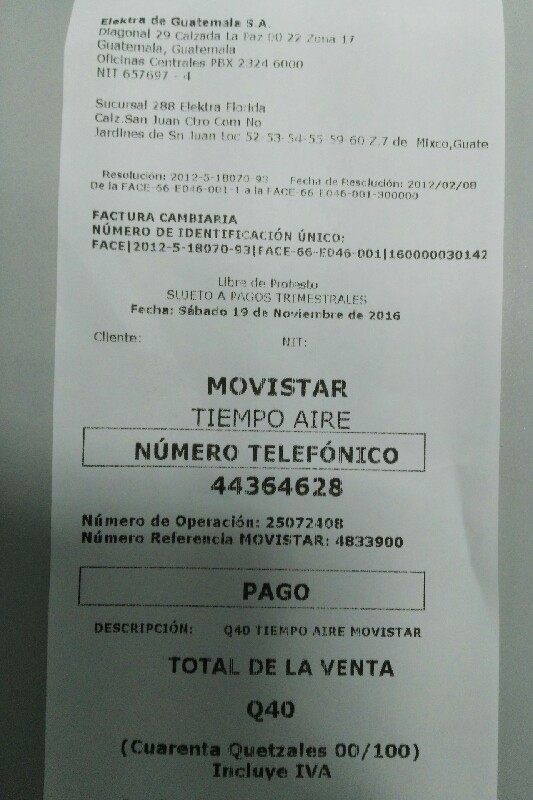 Elektra de Guatemala S.A.
Diagonal 29 Calzada La Paz 00 22 Zona 17
Guatemala, Guatemala
Oficinas Centrales PBX 2324 6000
NIT 657697 - 4
Sucursal 288 Elektra Florida
Calz.San Juan Ctro Com No
Jardines de Sn Juan Loc 52-53-54-55-59-60 Z.7 de Mixco,Guate
Resolución: 2012-5-18070-93 Fecha de Resolución: 2012/02/08
De la FACE-66-E046-001-1 a la FACE-66-E046-001-300000
FACTURA CAMBIARIA
NÚMERO DE IDENTIFICACIÓN ÚNICO:
FACE|2012-5-18070-93|FACE-66-E046-001|160000030142
Libre de Protesto
SUJETO A PAGOS TRIMESTRALES
Fecha: Sábado 19 de Noviembre de 2016
Cliente: NIT:
MOVISTAR
TIEMPO AIRE
NÚMERO TELEFÓNICO
44364628
Número de Operación: 25072408
Número Referencia MOVISTAR: 4833900
PAGO
DESCRIPCIÓN: Q40 TIEMPO AIRE MOVISTAR
TOTAL DE LA VENTA
Q40
(Cuarenta Quetzales 00/100)
Incluye IVA